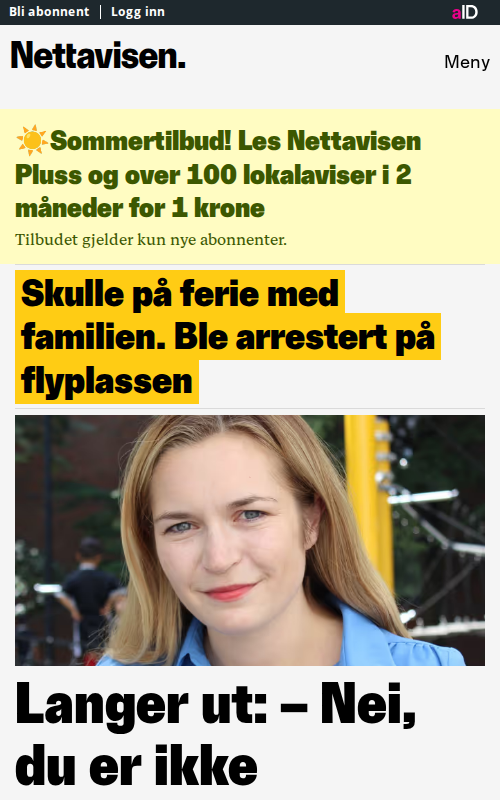 Bli abonnent | Logg inn
aID
Nettavisen.
Meny
☀️Sommertilbud! Les Nettavisen
Pluss og over 100 lokalaviser i 2
måneder for 1 krone
Tilbudet gjelder kun nye abonnenter.
Skulle på ferie med
familien. Ble arrestert på
flyplassen
Langer ut: – Nei,
du er ikke